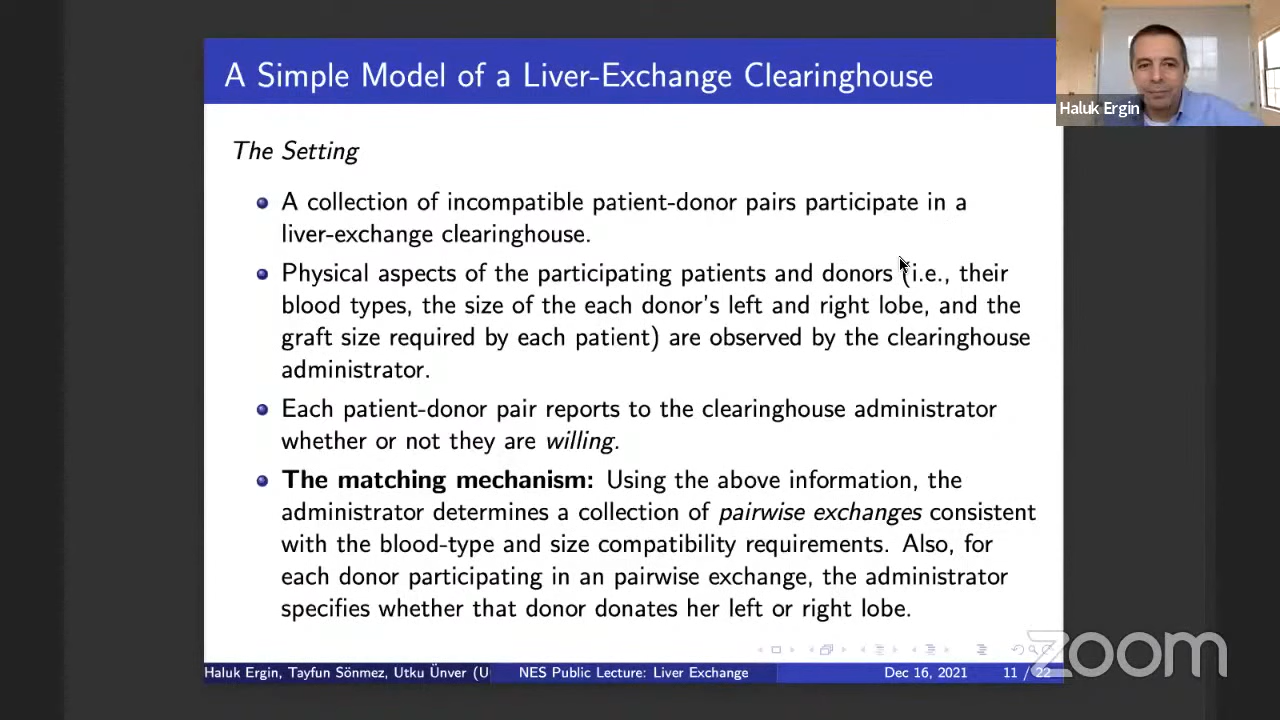 A Simple Model of a Liver-Exchange Clearinghouse
Haluk Ergin
The Setting
A collection of incompatible patient-donor pairs participate in a
liver-exchange clearinghouse.
Physical aspects of the participating patients and donors (i.e., their
blood types, the size of the each donor's left and right lobe, and the
graft size required by each patient) are observed by the clearinghouse
administrator.
Each patient-donor pair reports to the clearinghouse administrator
whether or not they are willing.
The matching mechanism: Using the above information, the
administrator determines a collection of pairwise exchanges consistent
with the blood-type and size compatibility requirements. Also, for
each donor participating in an pairwise exchange, the administrator
specifies whether that donor donates her left or right lobe.
zoom
Haluk Ergin, Tayfun Sönmez, Utku Ünver (U
NES Public Lecture: Liver Exchange
Dec 16, 2021
11 / 22